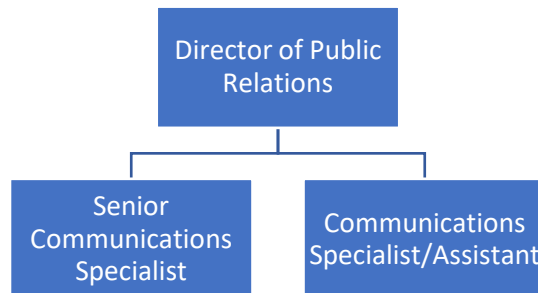 Director of Public
Relations
Senior
Communications
Specialist
Communications
Specialist/Assistant